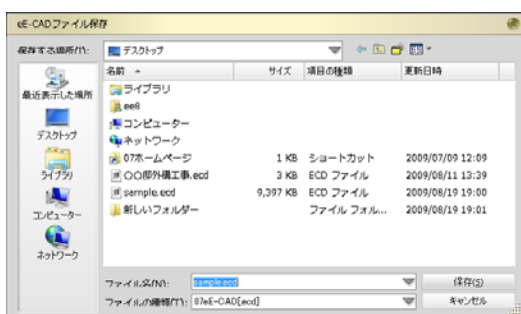 eE-CADファイル保存
保存する場所(I): デスクトップ
最近表示した場所
デスクトップ
ライブラリ
コンピューター
ネットワーク
名前 サイズ 項目の種類 更新日時
ライブラリ
ee8
コンピューター
ネットワーク
07ホームページ 1 KB ショートカット 2009/07/09 12:09
〇〇邸外構工事.ecd 3 KB ECD ファイル 2009/08/11 13:39
sample.ecd 9,397 KB ECD ファイル 2009/08/19 19:00
新しいフォルダー ファイル フォル... 2009/08/19 19:01
ファイル名(N): sample.ecd 保存(S)
ファイルの種類(T): 07eE-CAD[ecd] キャンセル